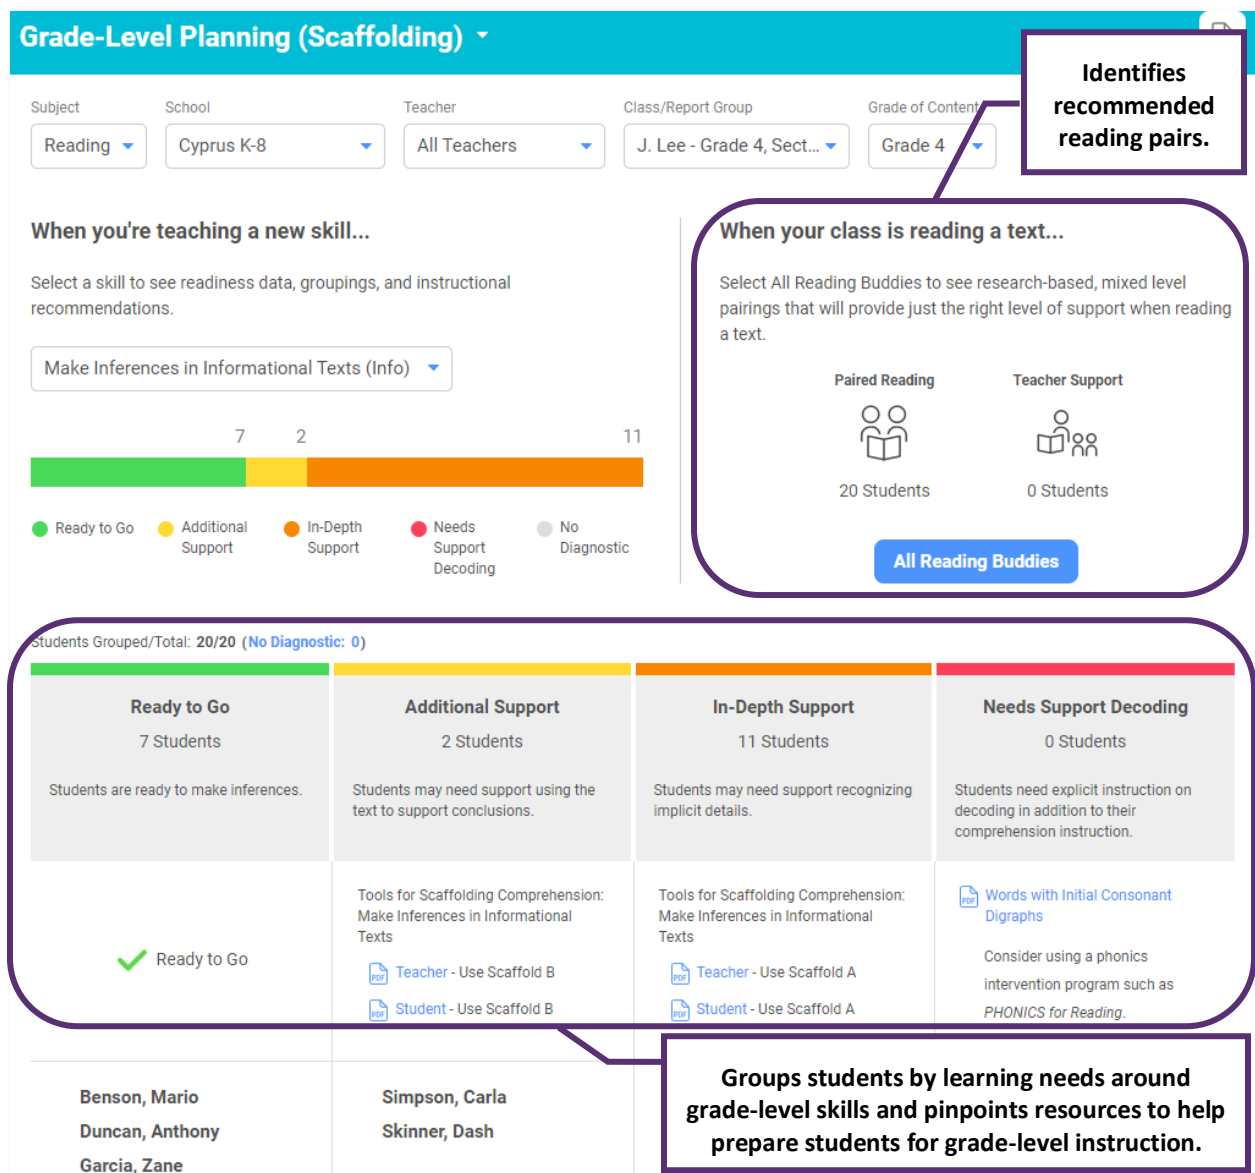 Grade-Level Planning (Scaffolding)
Identifies
recommended
reading pairs.
Subject
School
Teacher
Class/Report Group
Grade of Content
Reading
Cyprus K-8
All Teachers
J. Lee - Grade 4, Sect...
Grade 4
When you're teaching a new skill...
Select a skill to see readiness data, groupings, and instructional
recommendations.
Make Inferences in Informational Texts (Info)
7
2
11
Ready to Go
Additional
Support
In-Depth
Support
Needs
Support
Decoding
No
Diagnostic
When your class is reading a text...
Select All Reading Buddies to see research-based, mixed level
pairings that will provide just the right level of support when reading
a text.
Paired Reading
Teacher Support
20 Students
0 Students
All Reading Buddies
Students Grouped/Total: 20/20 (No Diagnostic: 0)
Ready to Go
7 Students
Students are ready to make inferences.
Ready to Go
Additional Support
2 Students
Students may need support using the
text to support conclusions.
Tools for Scaffolding Comprehension:
Make Inferences in Informational
Texts
PDF Teacher - Use Scaffold B
PDF Student - Use Scaffold B
In-Depth Support
11 Students
Students may need support recognizing
implicit details.
Tools for Scaffolding Comprehension:
Make Inferences in Informational
Texts
PDF Teacher - Use Scaffold A
PDF Student - Use Scaffold A
Needs Support Decoding
0 Students
Students need explicit instruction on
decoding in addition to their
comprehension instruction.
PDF Words with Initial Consonant
Digraphs
Consider using a phonics
intervention program such as
PHONICS for Reading.
Benson, Mario
Duncan, Anthony
Garcia, Zane
Simpson, Carla
Skinner, Dash
Groups students by learning needs around
grade-level skills and pinpoints resources to help
prepare students for grade-level instruction.